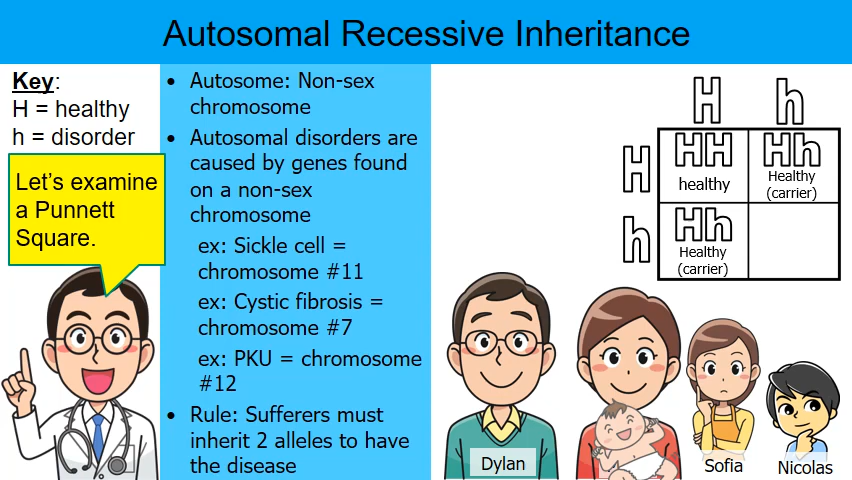 Autosomal Recessive Inheritance
Key:
H = healthy
h = disorder
Let's examine
a Punnett
Square.
• Autosome: Non-sex
chromosome
• Autosomal disorders are
caused by genes found
on a non-sex
chromosome
ex: Sickle cell =
chromosome #11
ex: Cystic fibrosis =
chromosome #7
ex: PKU = chromosome
#12
• Rule: Sufferers must
inherit 2 alleles to have
the disease
H h
H HH Hh
healthy Healthy
(carrier)
h Hh
Healthy
(carrier)
Dylan
Sofia
Nicolas